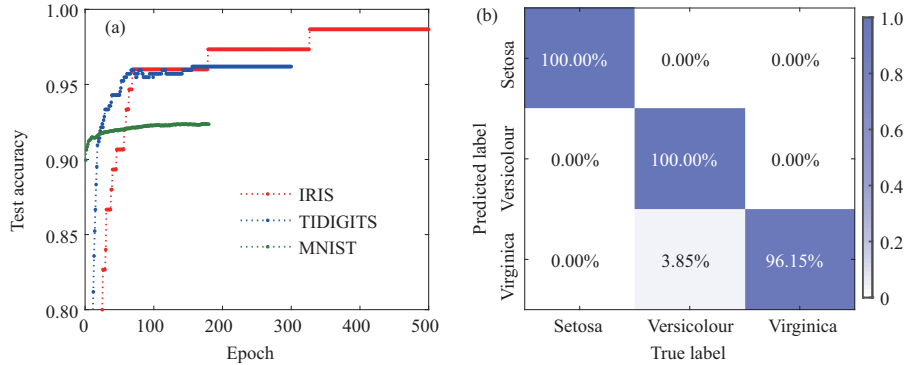 (a)
1.00
0.95
0.90
0.85
0.80
Test accuracy
0 100 200 300 400 500
Epoch
IRIS
TIDIGITS
MNIST
(b)
Predicted label
Setosa
Versicolour
Virginica
100.00% 0.00% 0.00%
0.00% 100.00% 0.00%
0.00% 3.85% 96.15%
Setosa Versicolour Virginica
True label
1.0
0.8
0.6
0.4
0.2
0